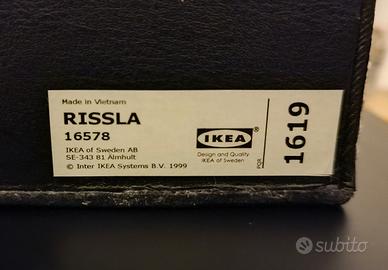 Made in Vietnam
RISSLA
16578
IKEA of Sweden AB
SE-343 81 Älmhult
© Inter IKEA Systems B.V. 1999
IKEA®
Design and Quality
IKEA of Sweden
1619
subito